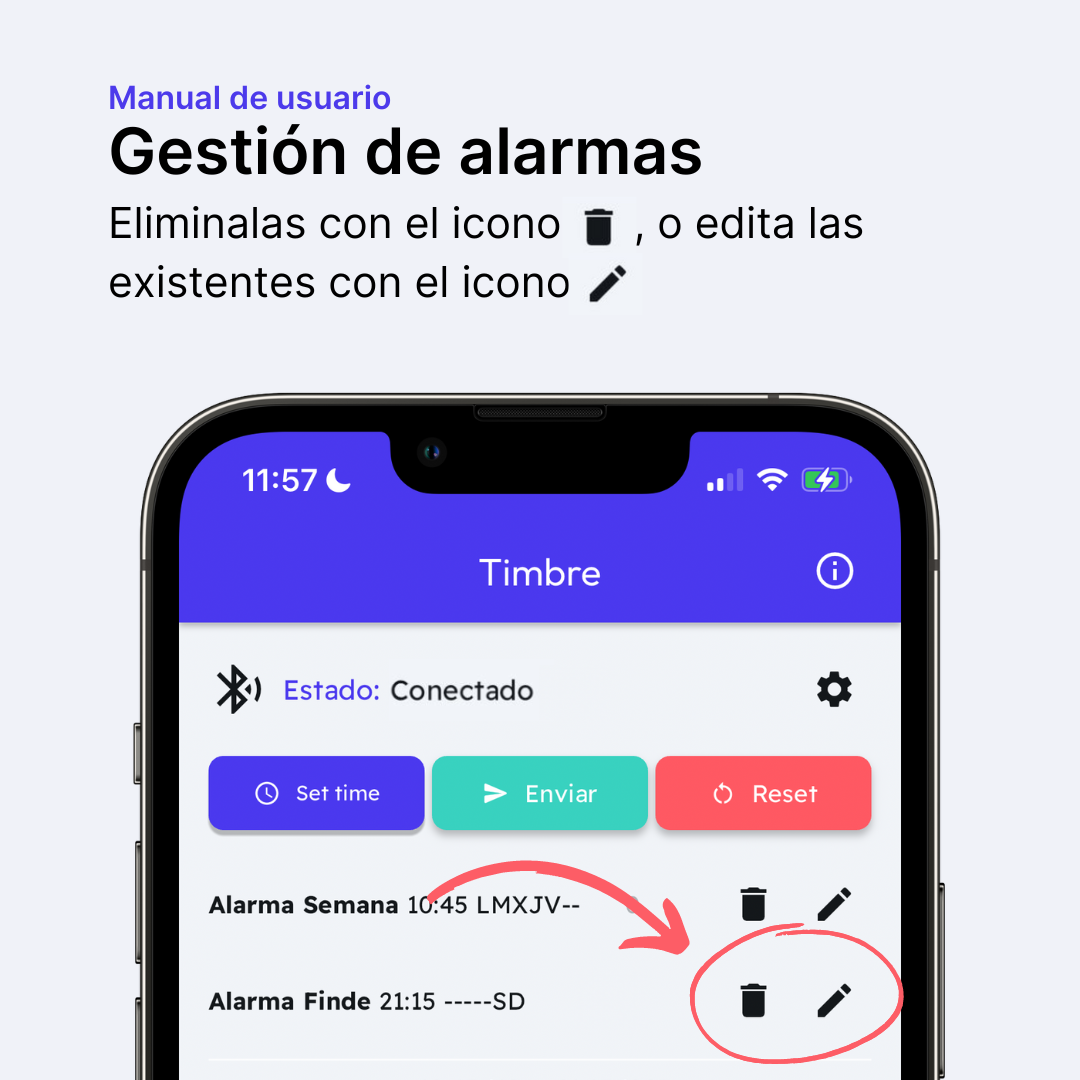 Manual de usuario
Gestión de alarmas
Eliminalas con el icono , o edita las
existentes con el icono
11:57
Timbre
Estado: Conectado
Set time
Enviar
Reset
Alarma Semana 10:45 LMXJV--
Alarma Finde 21:15 -----SD